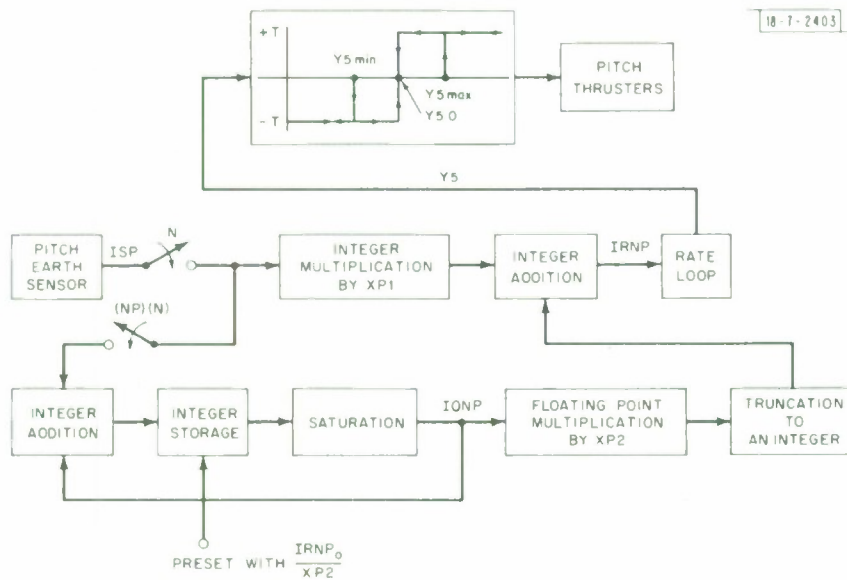 18-7-2403
+T
Y5 min
Y5 max
Y5 0
-T
PITCH
THRUSTERS
Y5
PITCH
EARTH
SENSOR
ISP
N
INTEGER
MULTIPLICATION
BY XP1
INTEGER
AOOITION
IRNP
RATE
LOOP
(NP)(N)
INTEGER
AOOITION
INTEGER
STORAGE
SATURATION
IONP
FLOATING POINT
MULTIPLICATION
BY XP2
TRUNCATION
TO
AN INTEGER
PRESET WITH IRNP₀
XP2